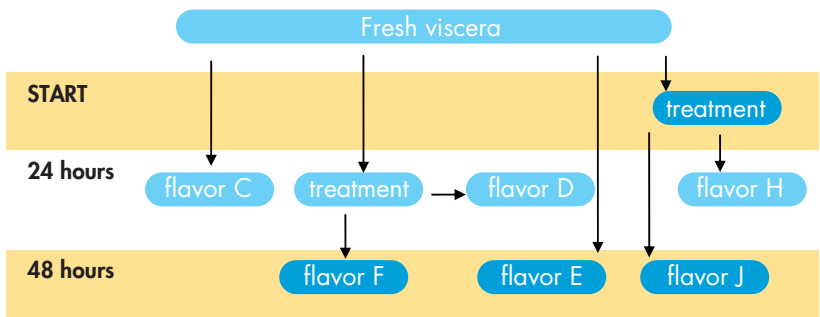 Fresh viscera
START
treatment
24 hours
flavor C
treatment
flavor D
flavor H
48 hours
flavor F
flavor E
flavor J